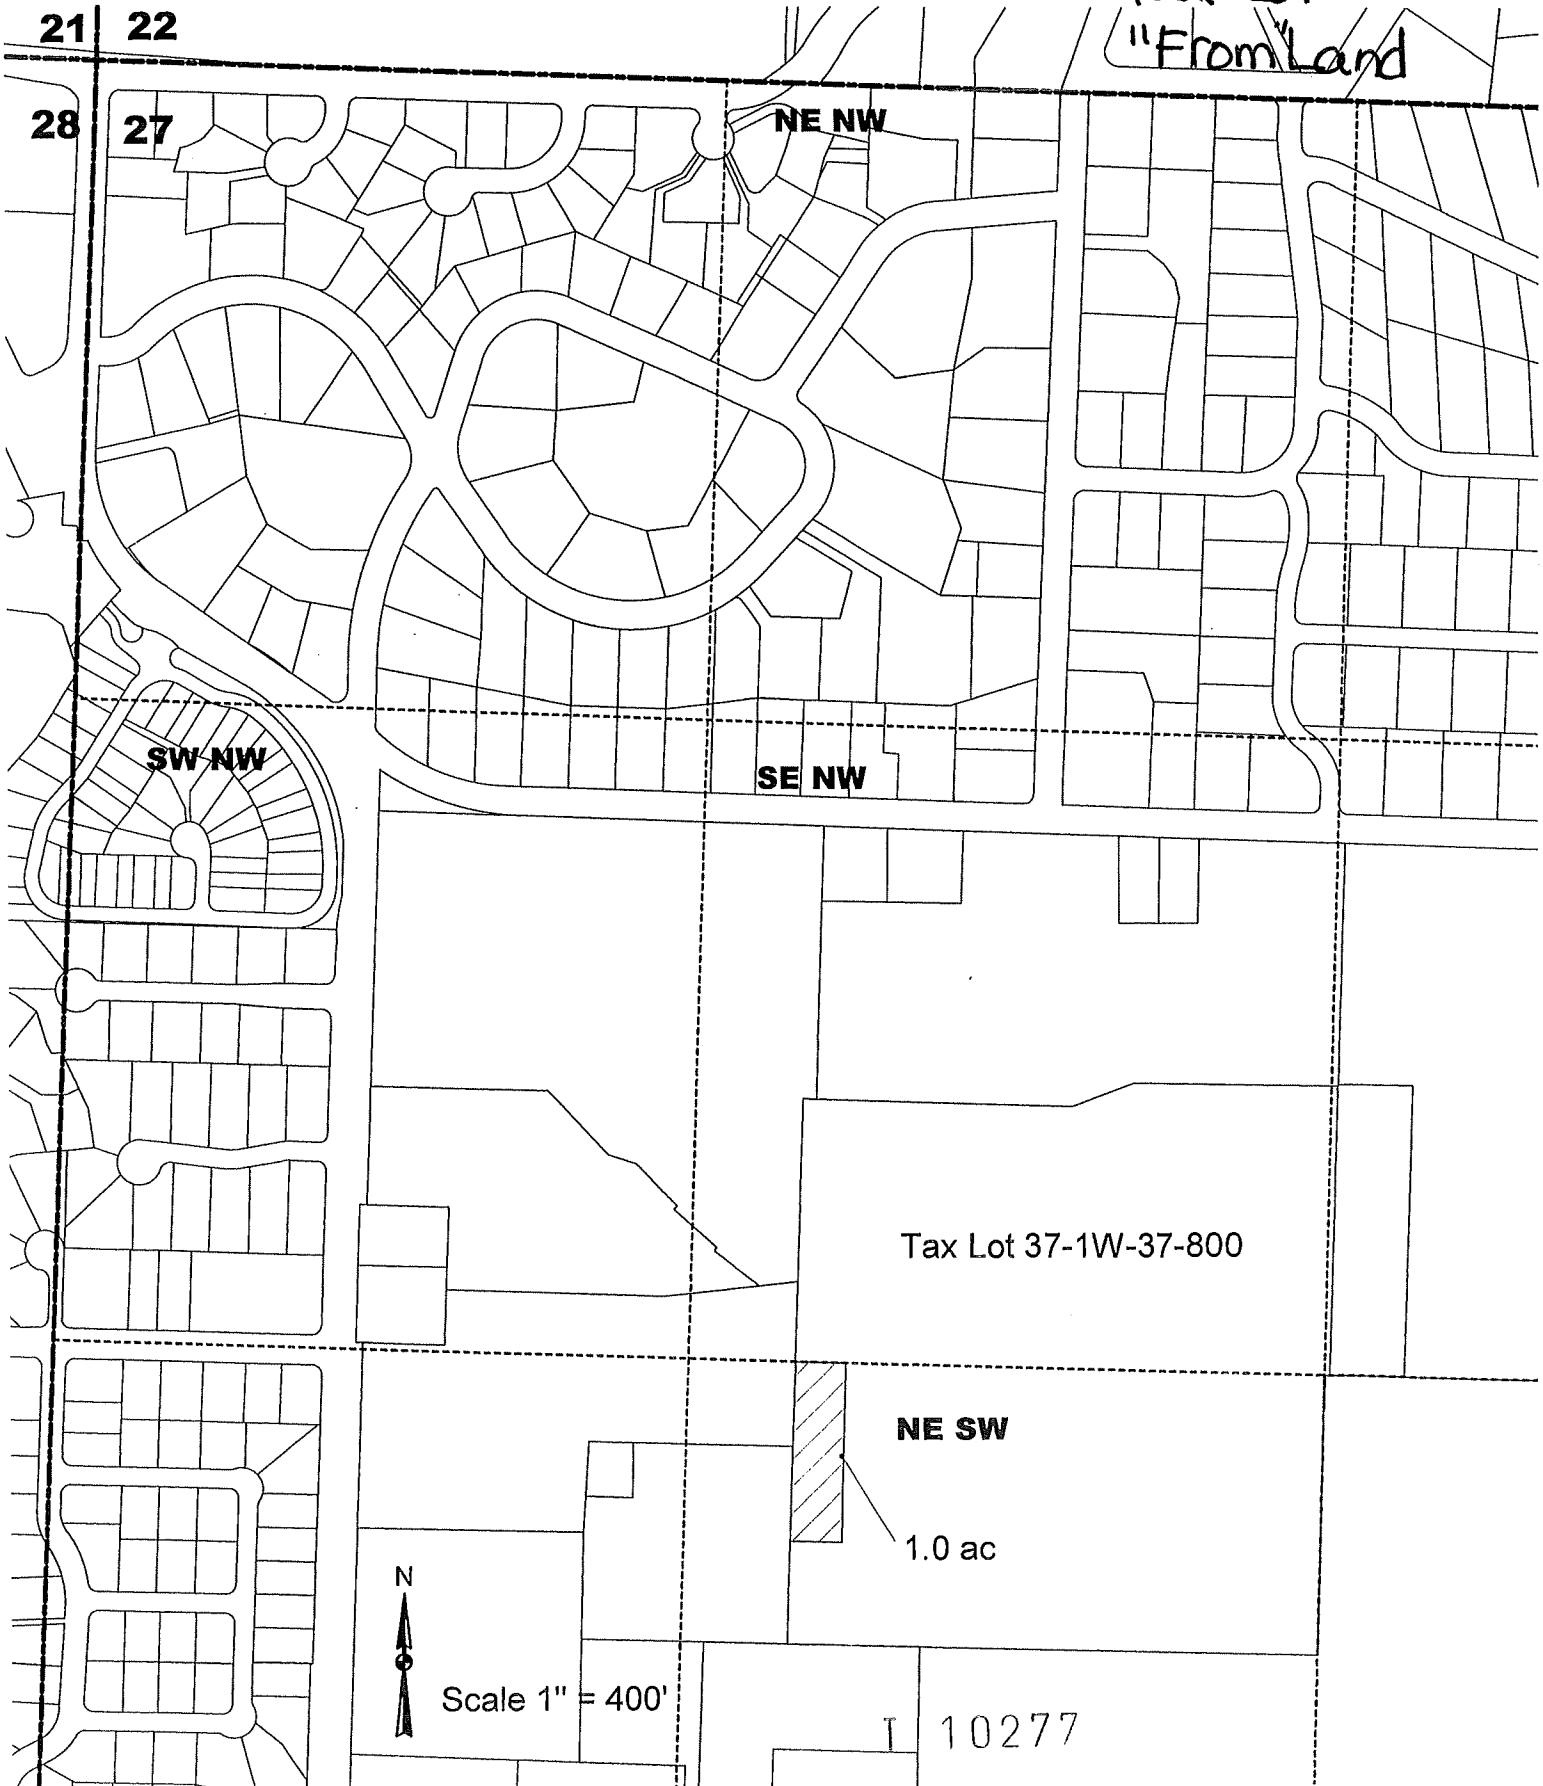 21 22
"From" Land
28 27
NE NW
SW NW
SE NW
Tax Lot 37-1W-37-800
NE SW
1.0 ac
N
Scale 1" = 400'
T 10277